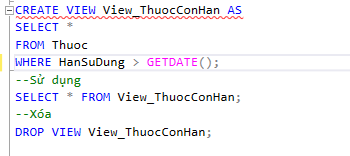 CREATE VIEW View_ThuocConHan AS
SELECT *
FROM Thuoc
WHERE HanSuDung > GETDATE();
--Sử dụng
SELECT * FROM View_ThuocConHan;
--Xóa
DROP VIEW View_ThuocConHan;